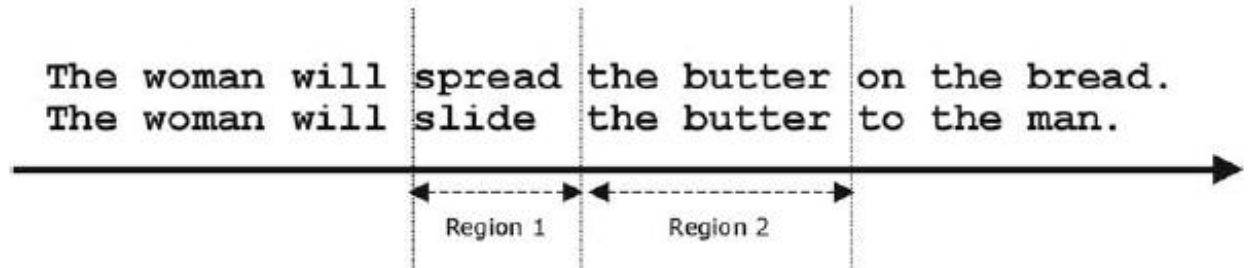 The woman will spread the butter on the bread.
The woman will slide the butter to the man.
Region 1 Region 2